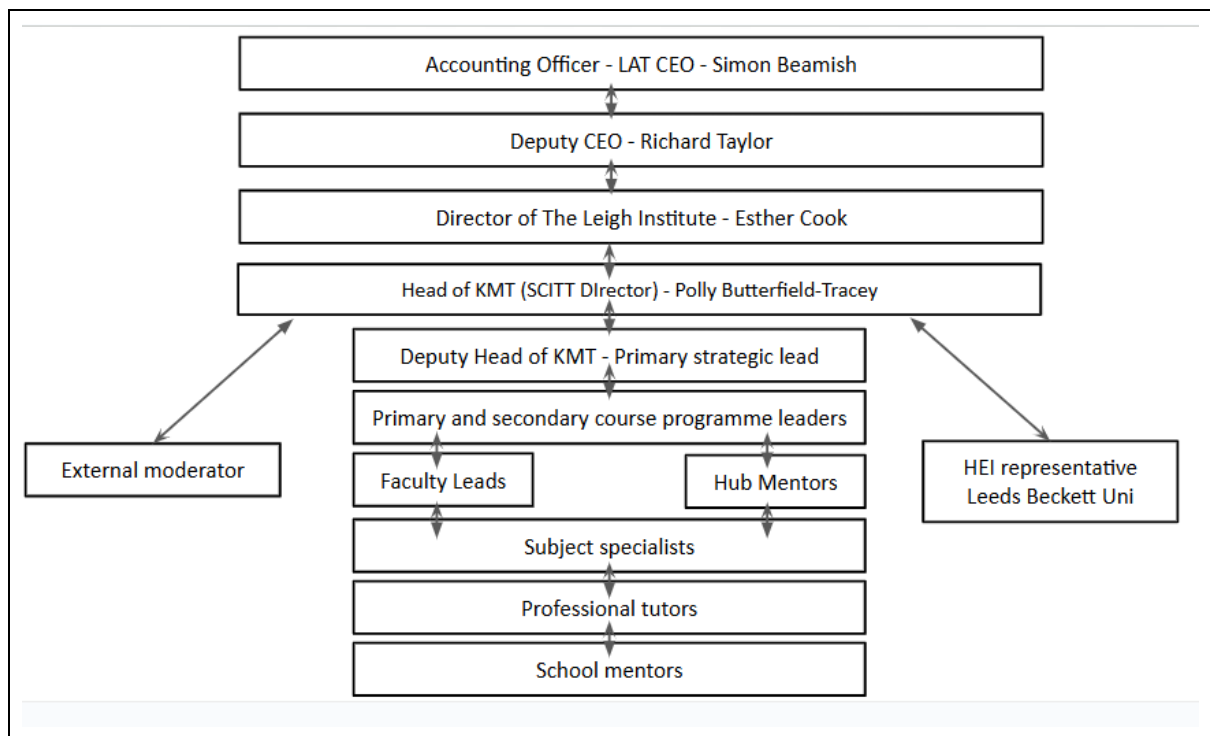 Accounting Officer - LAT CEO - Simon Beamish
Deputy CEO - Richard Taylor
Director of The Leigh Institute - Esther Cook
Head of KMT (SCITT DIrector) - Polly Butterfield-Tracey
Deputy Head of KMT - Primary strategic lead
Primary and secondary course programme leaders
External moderator
Faculty Leads
Hub Mentors
HEI representative
Leeds Beckett Uni
Subject specialists
Professional tutors
School mentors